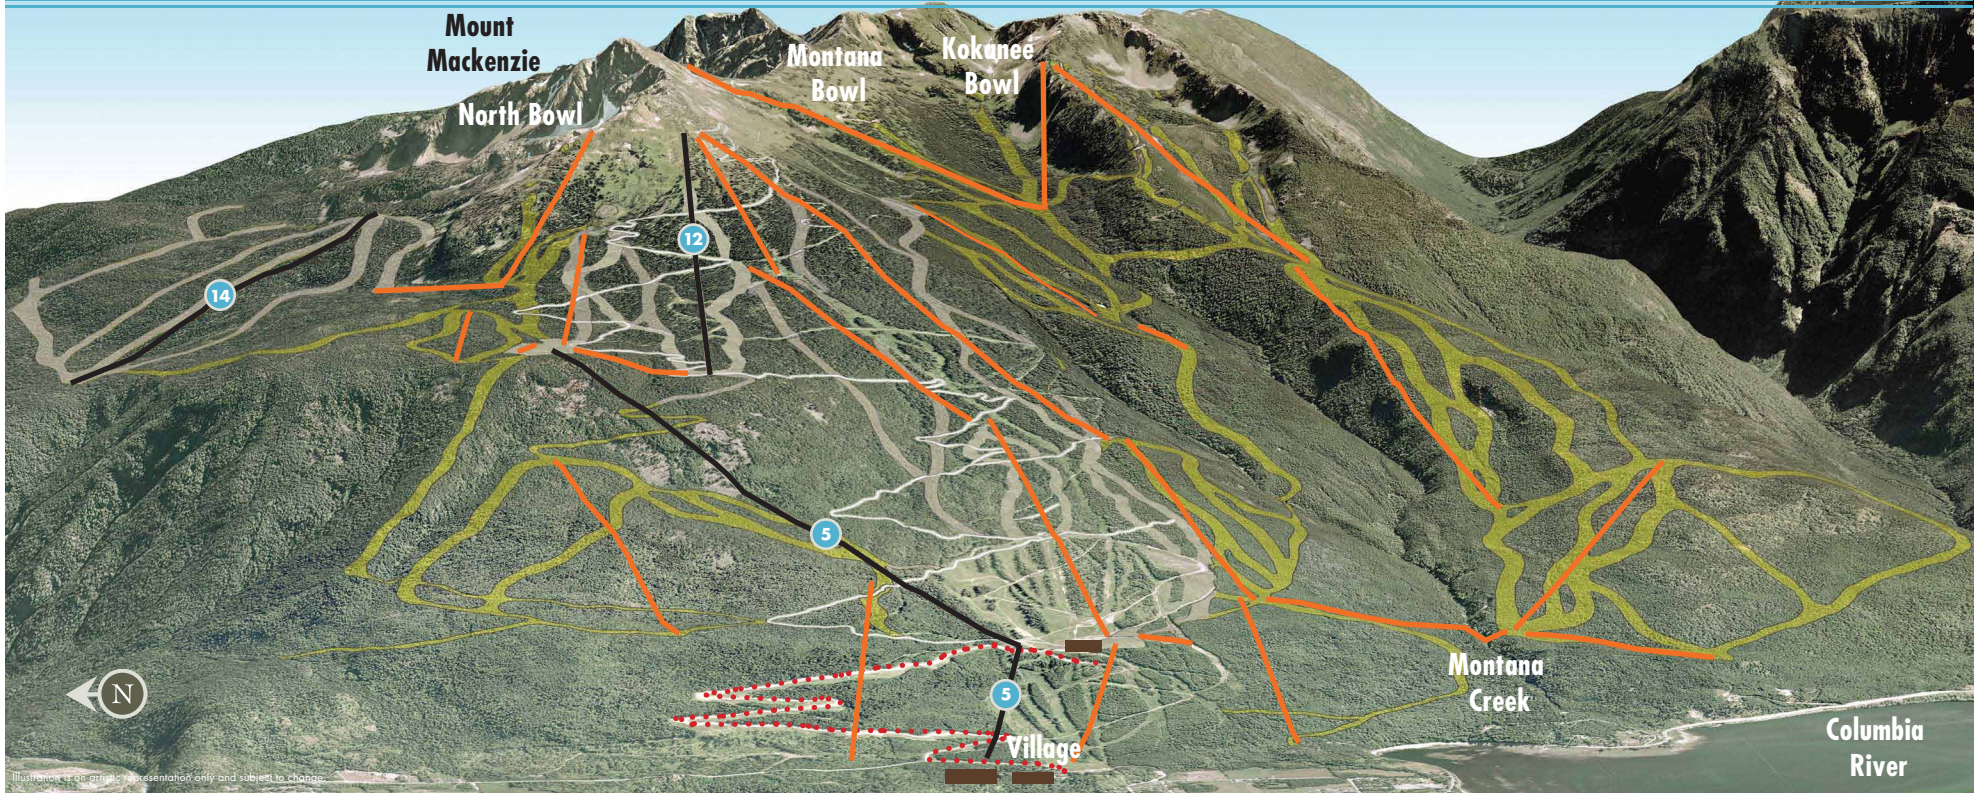 Mount
Mackenzie
North Bowl
Montana
Bowl
Kokanee
Bowl
12
14
5
5
N
Village
Montana
Creek
Columbia
River
Illustration is an artistic representation only and subject to change.